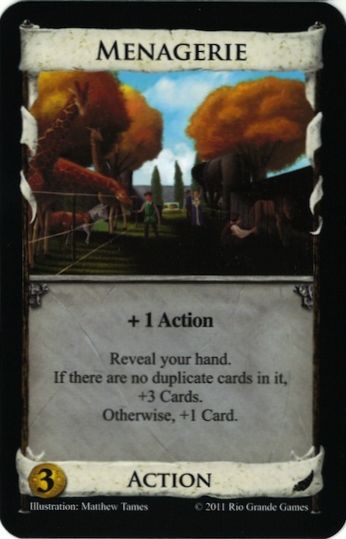 MENAGERIE
+ 1 Action
Reveal your hand.
If there are no duplicate cards in it,
+3 Cards.
Otherwise, +1 Card.
3
ACTION
Illustration: Matthew Tames
© 2011 Rio Grande Games